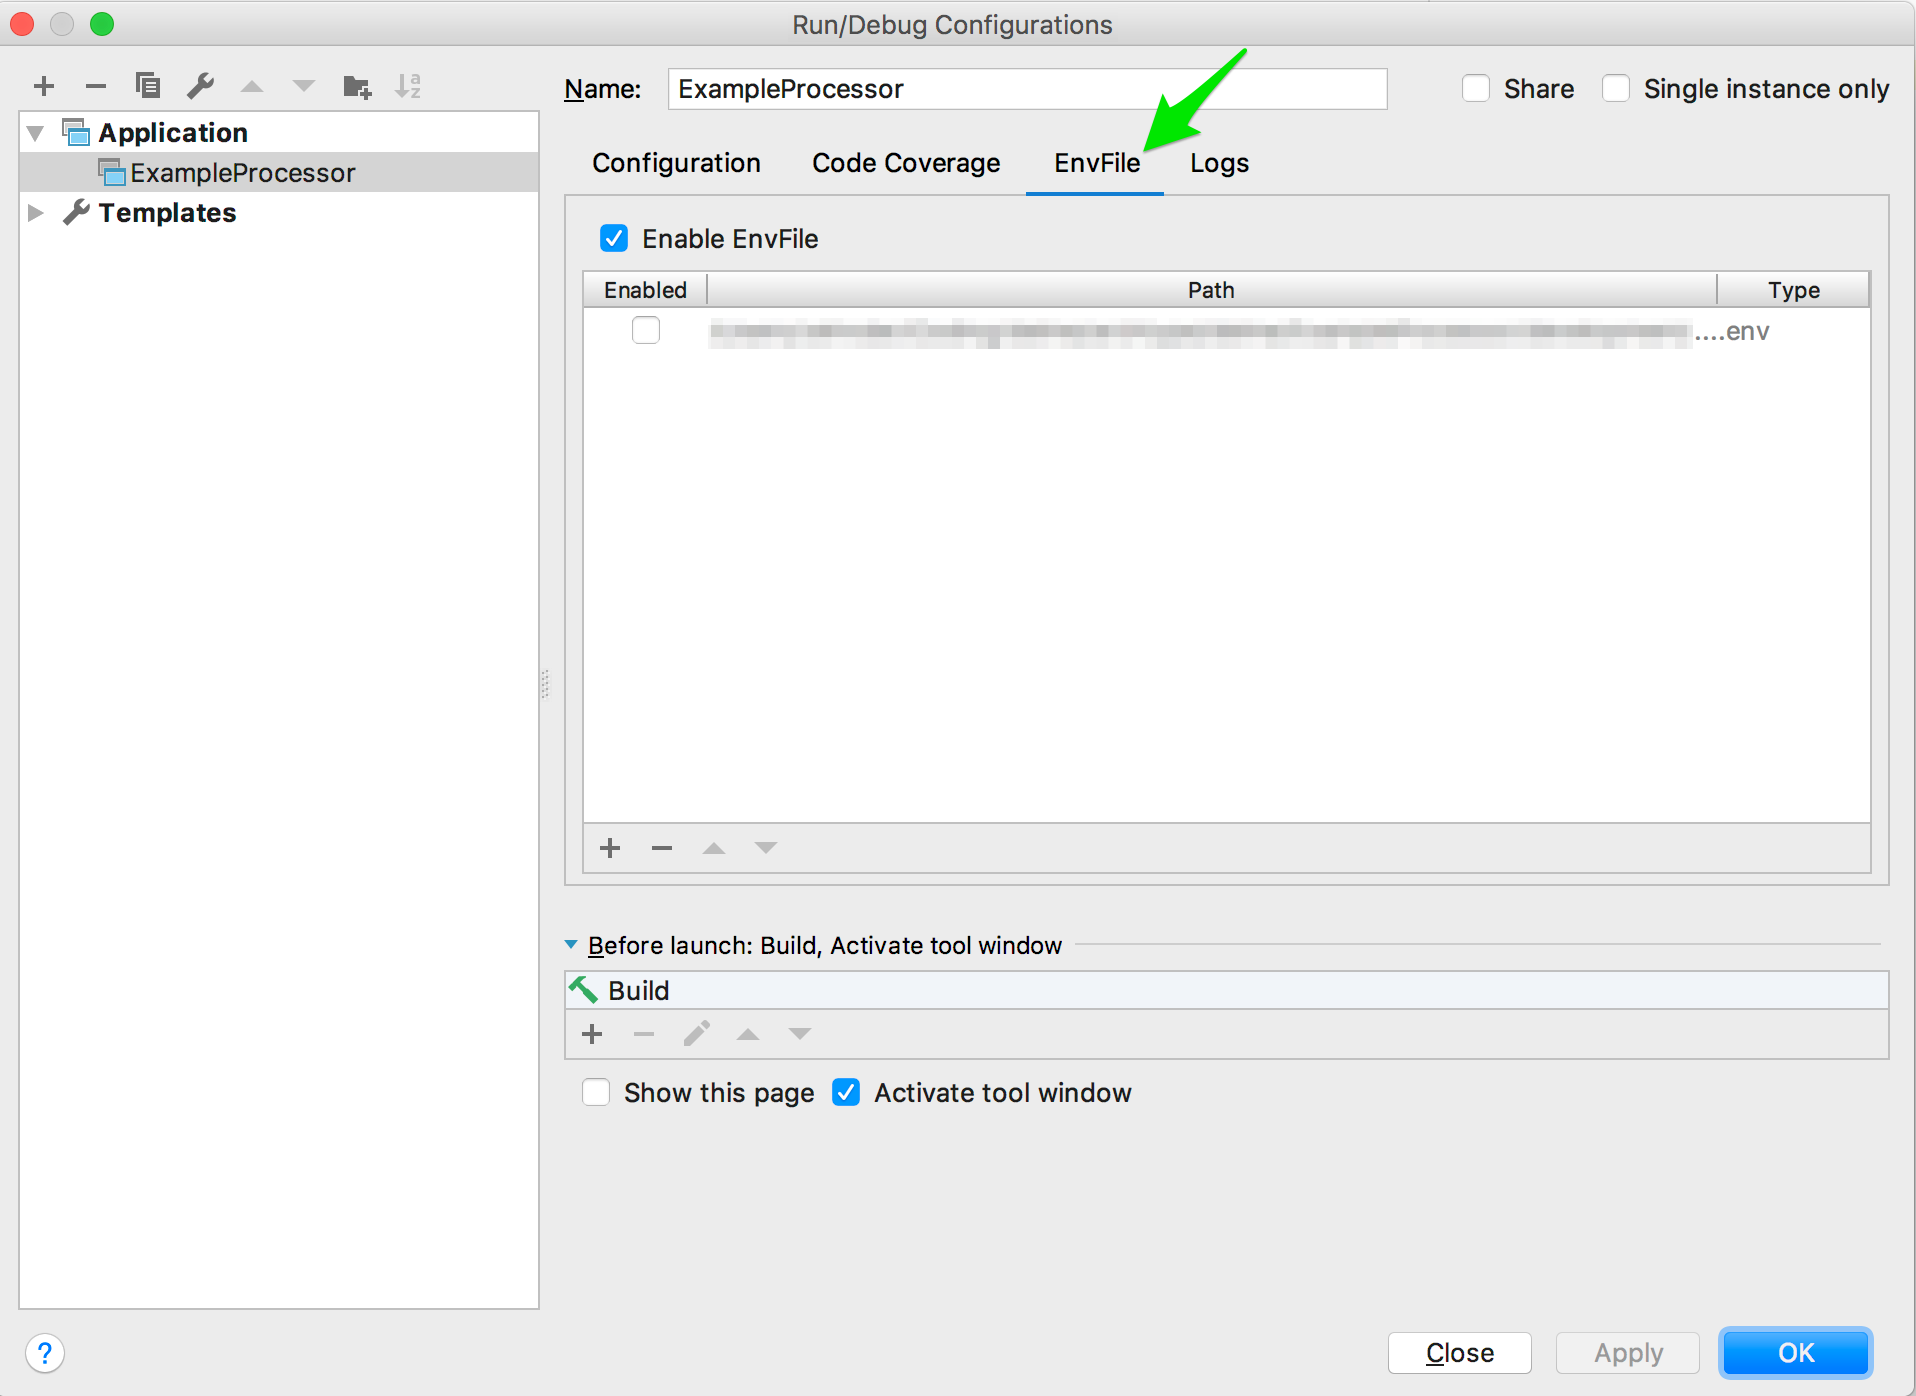 Run/Debug Configurations
Name: ExampleProcessor
Share
Single instance only
Application
ExampleProcessor
Templates
Configuration
Code Coverage
EnvFile
Logs
Enable EnvFile
Enabled
Path
Type
....env
Before launch: Build, Activate tool window
Build
Show this page
Activate tool window
?
Close
Apply
OK